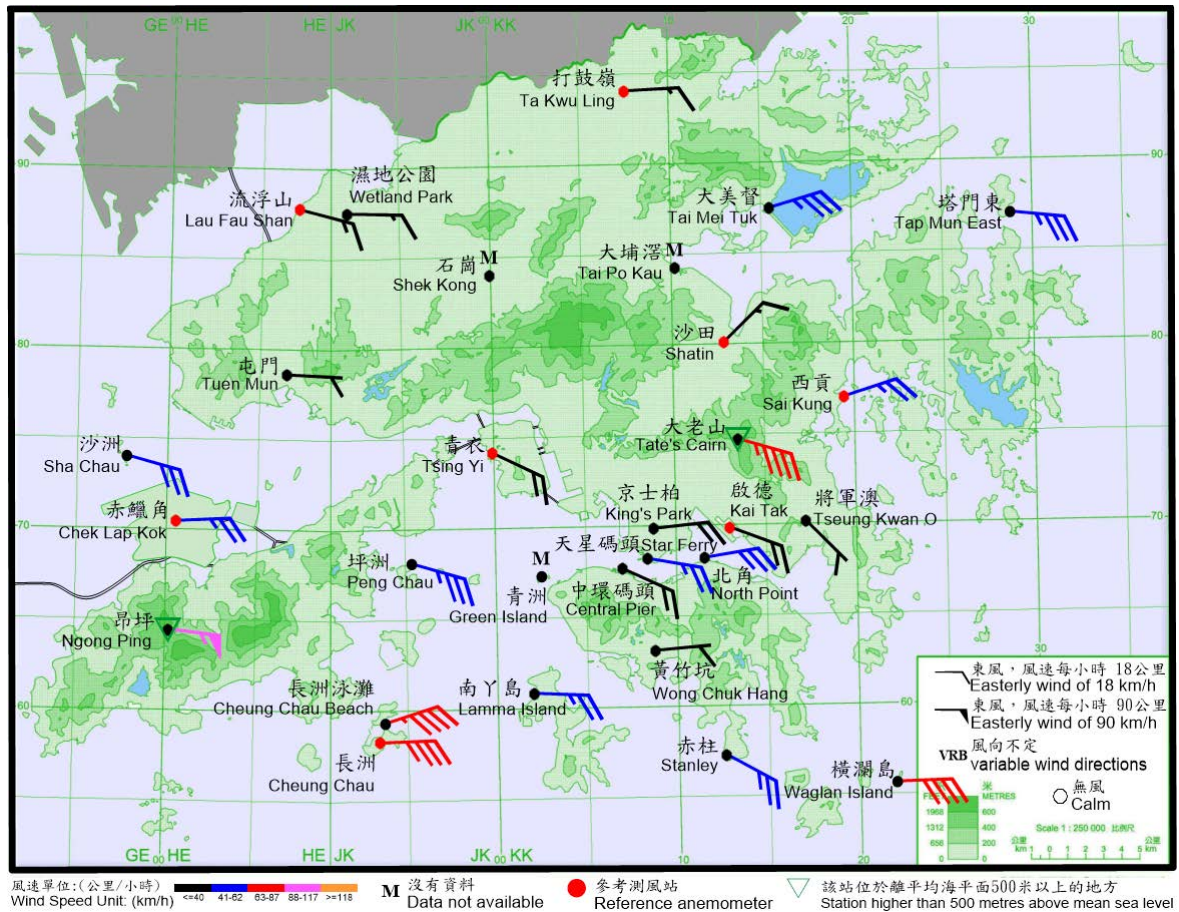 GE 00 HE
HE JK
JK 00 KK
10
20
打鼓嶺
Ta Kwu Ling
90
90
濕地公園
Wetland Park
流浮山
Lau Fau Shan
大美督
Tai Mei Tuk
塔門東
Tap Mun East
石崗 M
Shek Kong
大埔滘 M
Tai Po Kau
沙田
Shatin
80
80
屯門
Tuen Mun
西貢
Sai Kung
大老山
Tate's Cairn
沙洲
Sha Chau
青衣
Tsing Yi
赤鱲角
Chek Lap Kok
京士柏
King's Park
啟德
Kai Tak
將軍澳
Tseung Kwan O
70
70
天星碼頭 Star Ferry
坪洲
Peng Chau
M
青洲
Green Island
中環碼頭
Central Pier
北角
North Point
昂坪
Ngong Ping
黃竹坑
Wong Chuk Hang
30
長洲泳灘
Cheung Chau Beach
南丫島
Lamma Island
60
60
長洲
Cheung Chau
赤柱
Stanley
橫瀾島
Waglan Island
東風，風速每小時 18公里
Easterly wind of 18 km/h
東風，風速每小時 90公里
Easterly wind of 90 km/h
VRB 風向不定
variable wind directions
無風
Calm
FEET 米 METRES
1968 600
1312 400
656 200
0 0
Scale 1 : 250 000 比例尺
公里 km 1 0 1 2 3 4 5 公里 km
GE 00 HE
HE JK
JK 00 KK
10
20
風速單位:(公里/小時)
Wind Speed Unit: (km/h)
<=40 41-62 63-87 88-117 >=118
M 沒有資料
Data not available
參考測風站
Reference anemometer
該站位於離平均海平面500米以上的地方
Station higher than 500 metres above mean sea level